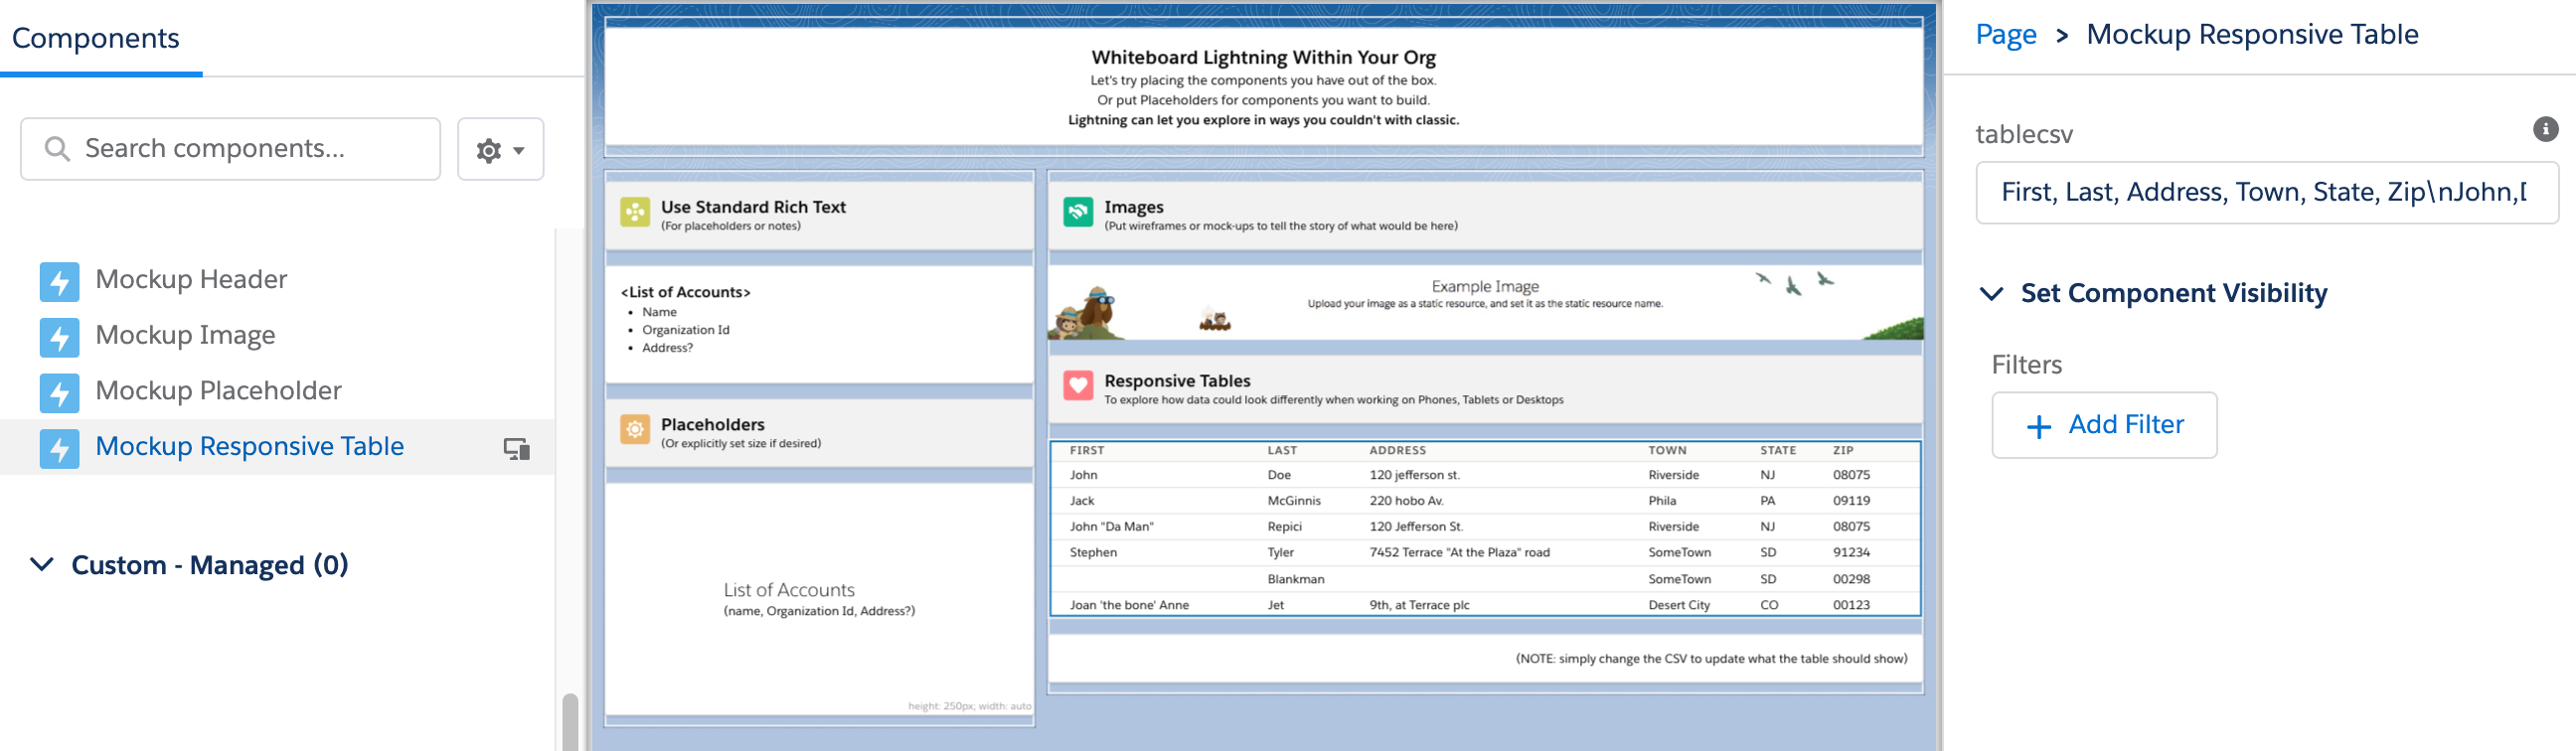 Components
Search components...
Mockup Header
Mockup Image
Mockup Placeholder
Mockup Responsive Table
Custom - Managed (0)
Whiteboard Lightning Within Your Org
Let's try placing the components you have out of the box.
Or put Placeholders for components you want to build.
Lightning can let you explore in ways you couldn't with classic.
Use Standard Rich Text
(For placeholders or notes)
<List of Accounts>
• Name
• Organization Id
• Address?
Placeholders
(Or explicitly set size if desired)
List of Accounts
(name, Organization Id, Address?)
height: 250px; width: auto
Images
(Put wireframes or mock-ups to tell the story of what would be here)
Example Image
Upload your image as a static resource, and set it as the static resource name.
Responsive Tables
To explore how data could look differently when working on Phones, Tablets or Desktops
FIRST LAST ADDRESS TOWN STATE ZIP
John Doe 120 jefferson st. Riverside NJ 08075
Jack McGinnis 220 hobo Av. Phila PA 09119
John "Da Man" Repici 120 Jefferson St. Riverside NJ 08075
Stephen Tyler 7452 Terrace "At the Plaza" road SomeTown SD 91234
Blankman SomeTown SD 00298
Joan 'the bone' Anne Jet 9th, at Terrace plc Desert City CO 00123
(NOTE: simply change the CSV to update what the table should show)
Page > Mockup Responsive Table
tablecsv
First, Last, Address, Town, State, Zip\nJohn,
Set Component Visibility
Filters
+ Add Filter